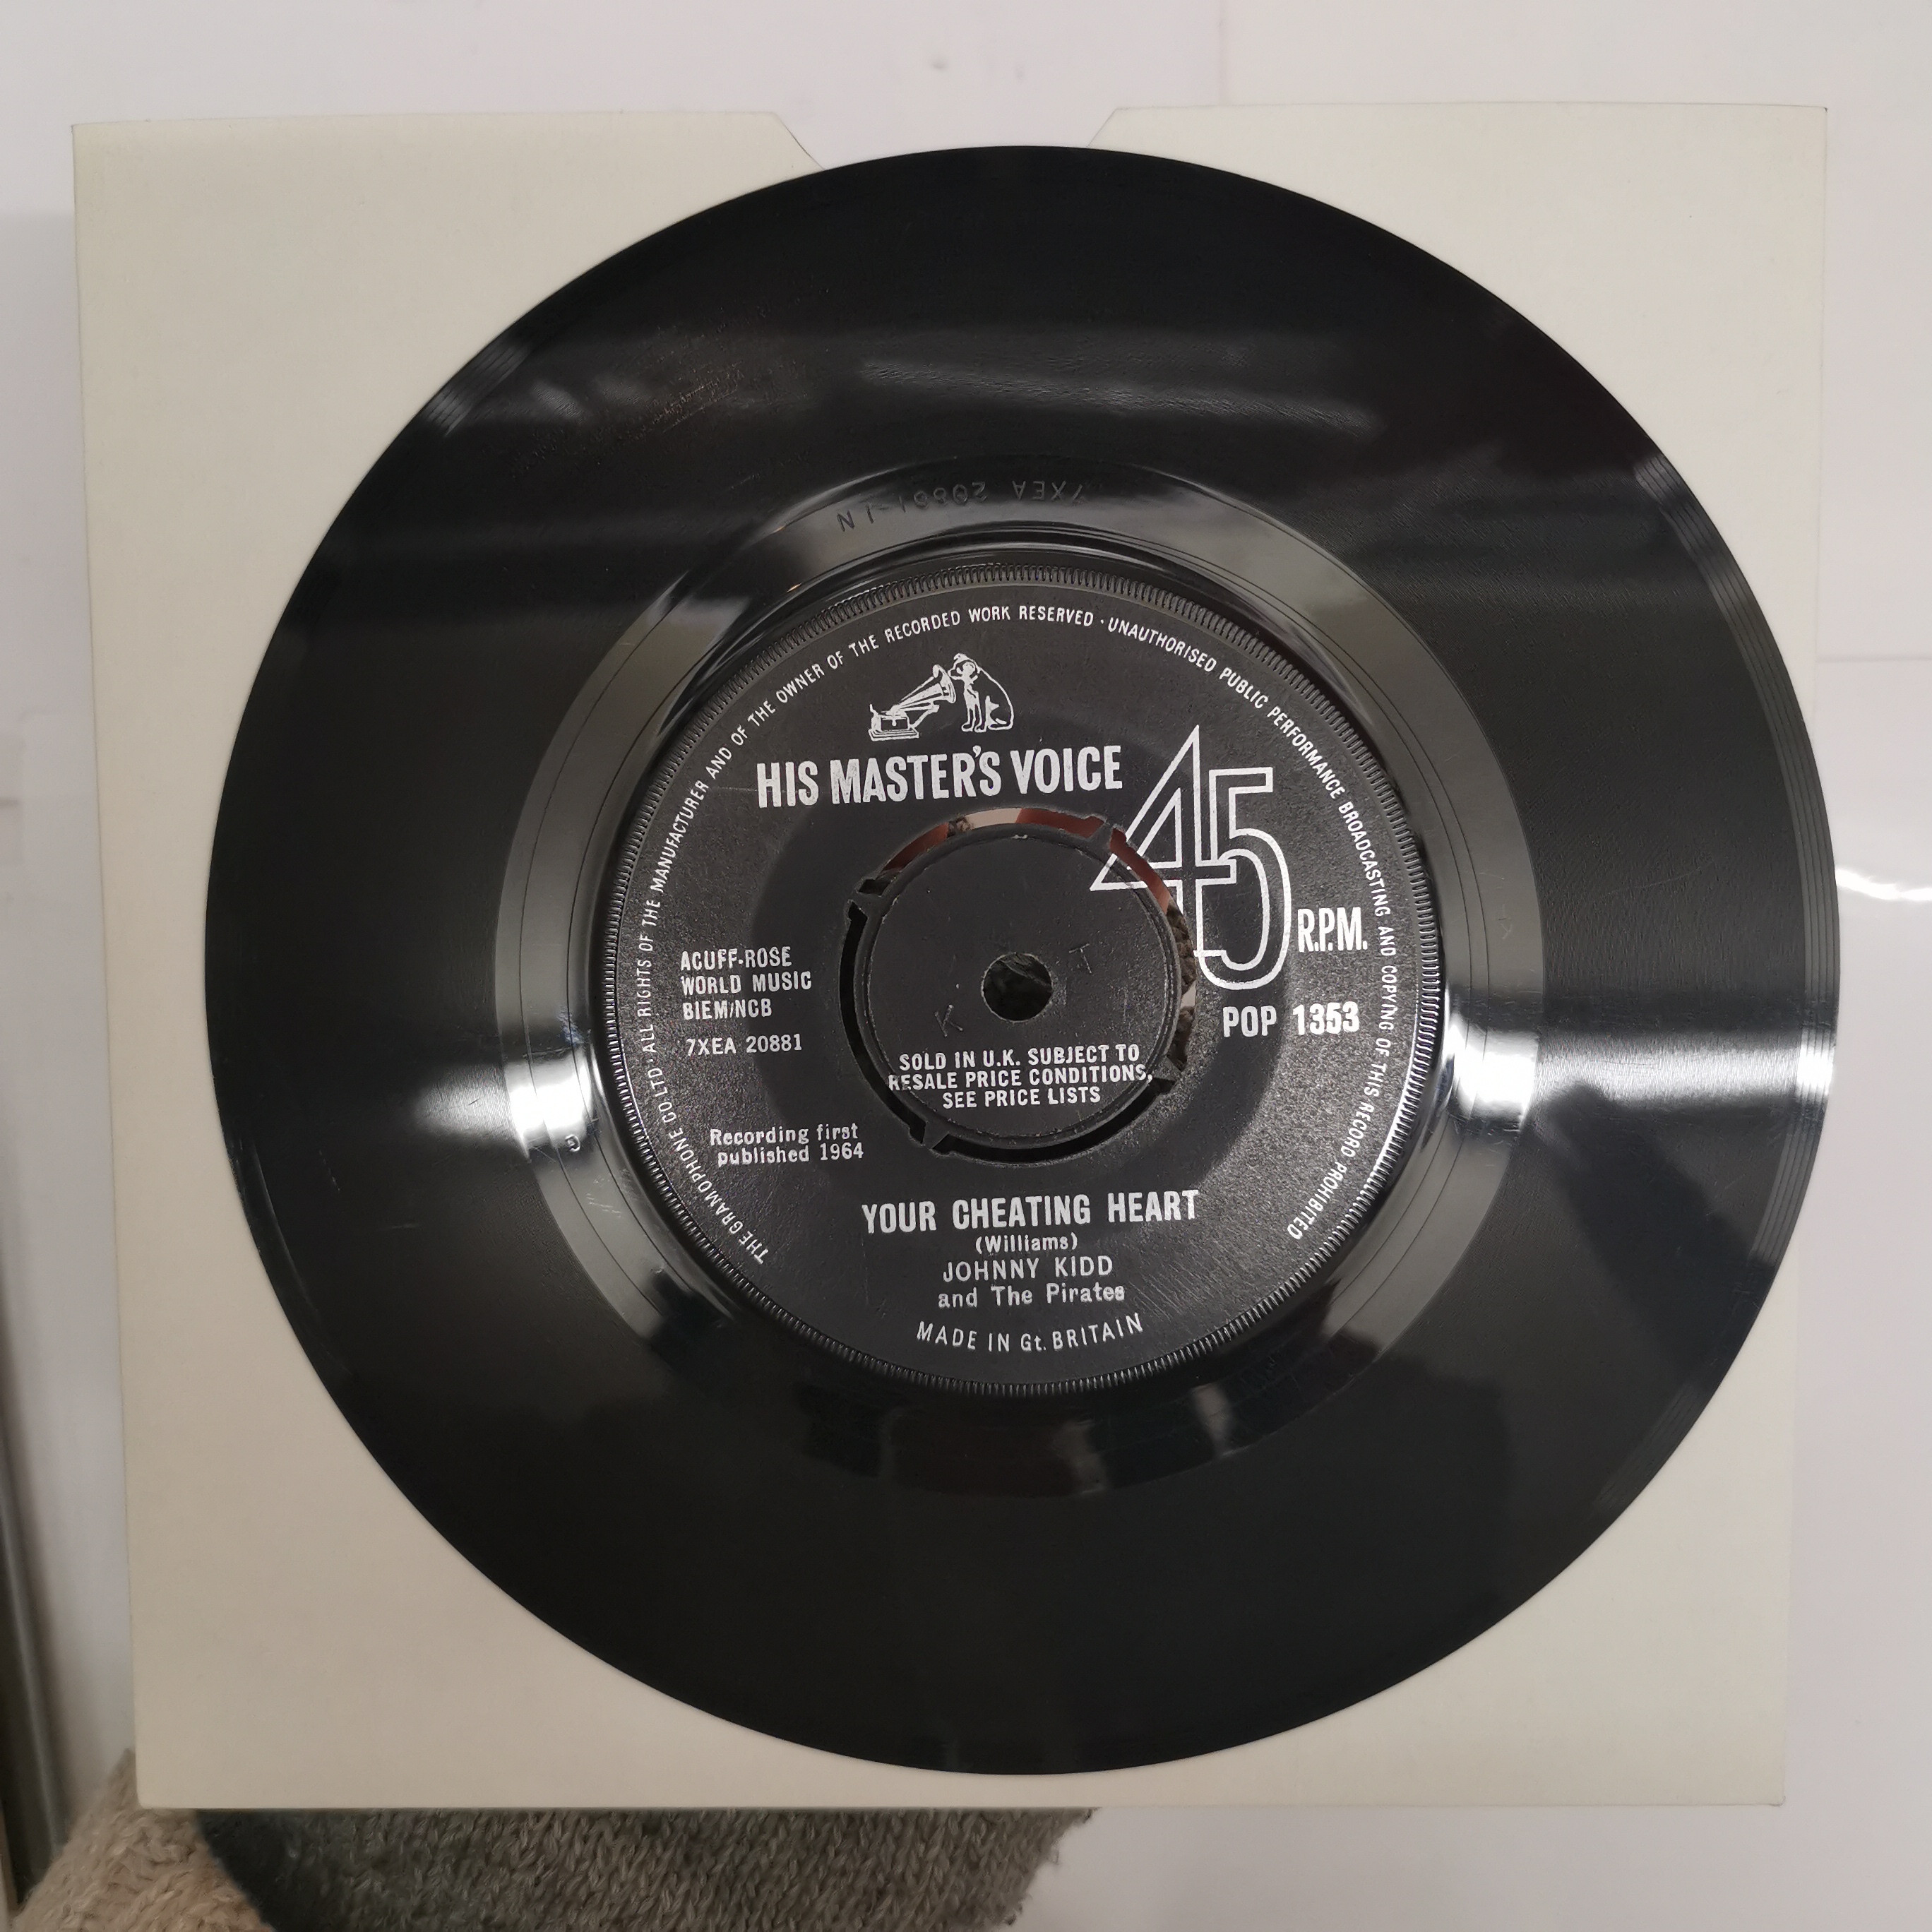 7XEA 20881-1N
THE GRAMOPHONE CO LTD · ALL RIGHTS OF THE MANUFACTURER AND OF THE OWNER OF THE RECORDED WORK RESERVED · UNAUTHORISED PUBLIC PERFORMANCE BROADCASTING AND COPYING OF THIS RECORD PROHIBITED
HIS MASTER'S VOICE
45 R.P.M.
ACUFF-ROSE
WORLD MUSIC
BIEM/NCB
7XEA 20881
POP 1353
K T
SOLD IN U.K. SUBJECT TO
RESALE PRICE CONDITIONS,
SEE PRICE LISTS
Recording first
published 1964
YOUR CHEATING HEART
(Williams)
JOHNNY KIDD
and The Pirates
MADE IN Gt. BRITAIN